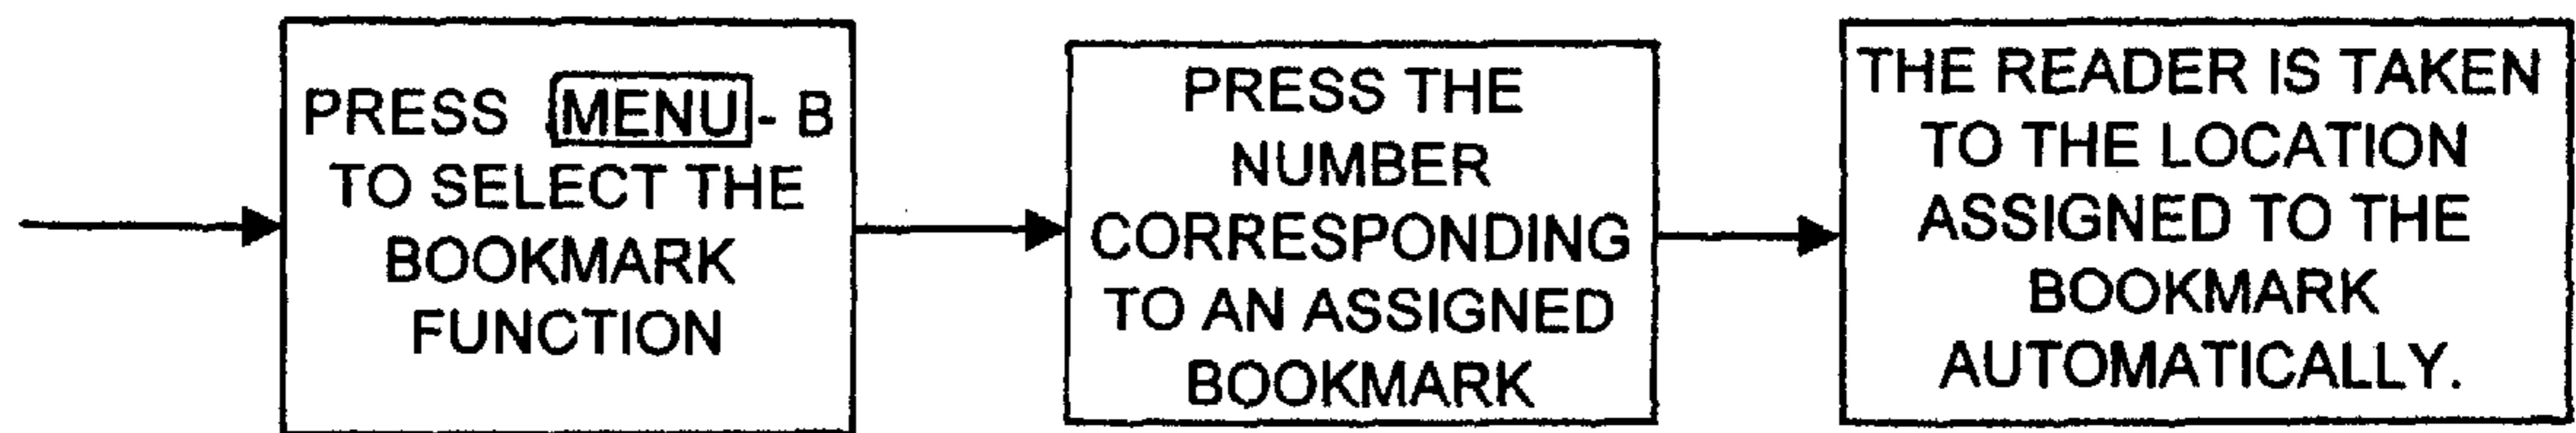 PRESS MENU - B
TO SELECT THE
BOOKMARK
FUNCTION
PRESS THE
NUMBER
CORRESPONDING
TO AN ASSIGNED
BOOKMARK
THE READER IS TAKEN
TO THE LOCATION
ASSIGNED TO THE
BOOKMARK
AUTOMATICALLY.